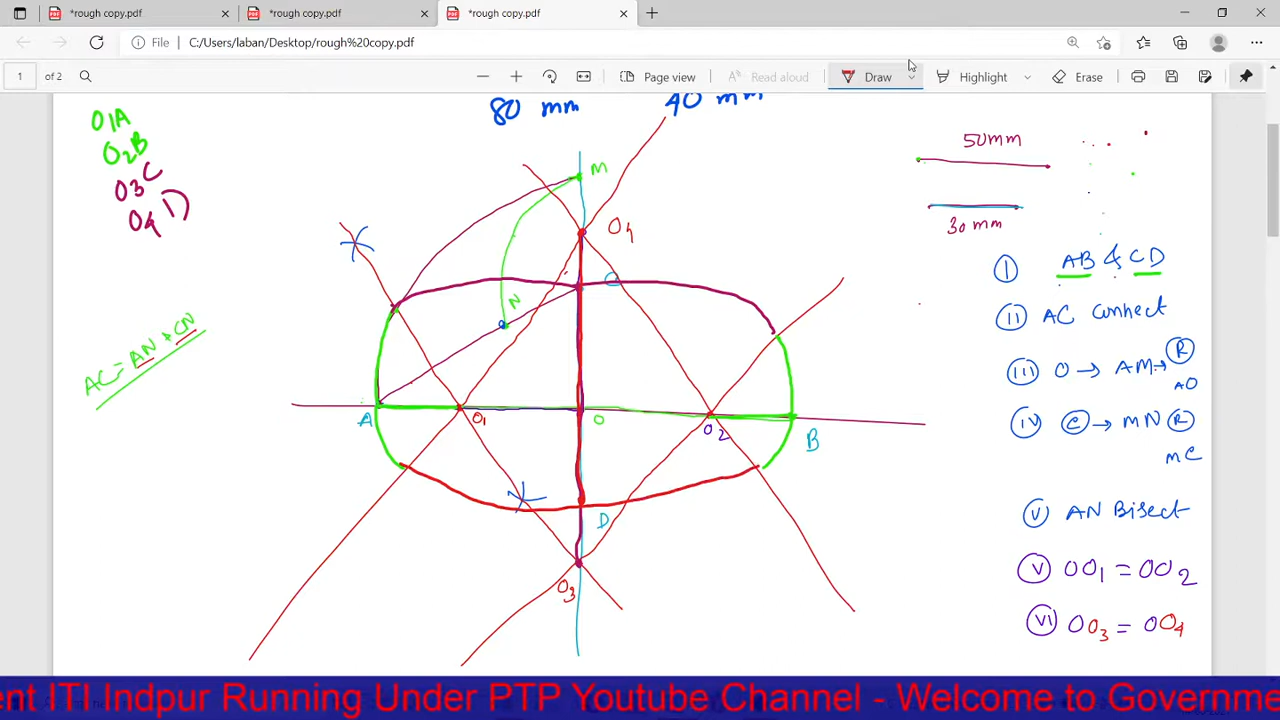 *rough copy.pdf
*rough copy.pdf
*rough copy.pdf
File
C:/Users/laban/Desktop/rough%20copy.pdf
1 of 2
Page view
Read aloud
Draw
Highlight
Erase
80 mm
40 mm
O1A
O2B
O3C
O4D
AC = AN + CN
M
O4
C
N
A
O1
O
O2
B
D
O3
50mm
30 mm
I AB & CD
II AC Connect
III O → AM → R
AO
IV C → MN R
MC
V AN Bisect
V OO1 = OO2
VI OO3 = OO4
ent ITI Indpur Running Under PTP Youtube Channel - Welcome to Governme